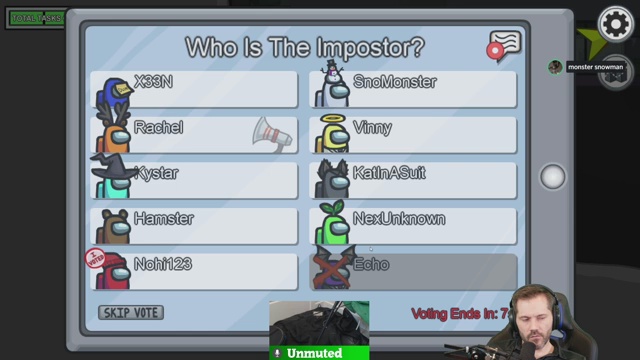 TOTAL TASKS
Who Is The Impostor?
monster snowman
X33N
SnoMonster
Rachel
Vinny
Kystar
KatInASuit
Hamster
NexUnknown
I VOTED
Nohi123
Echo
SKIP VOTE
Voting Ends In: 7
Unmuted